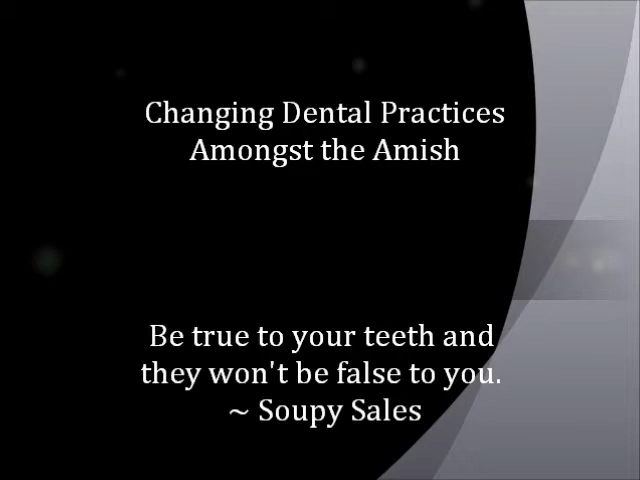 Changing Dental Practices
Amongst the Amish
Be true to your teeth and
they won't be false to you.
~ Soupy Sales